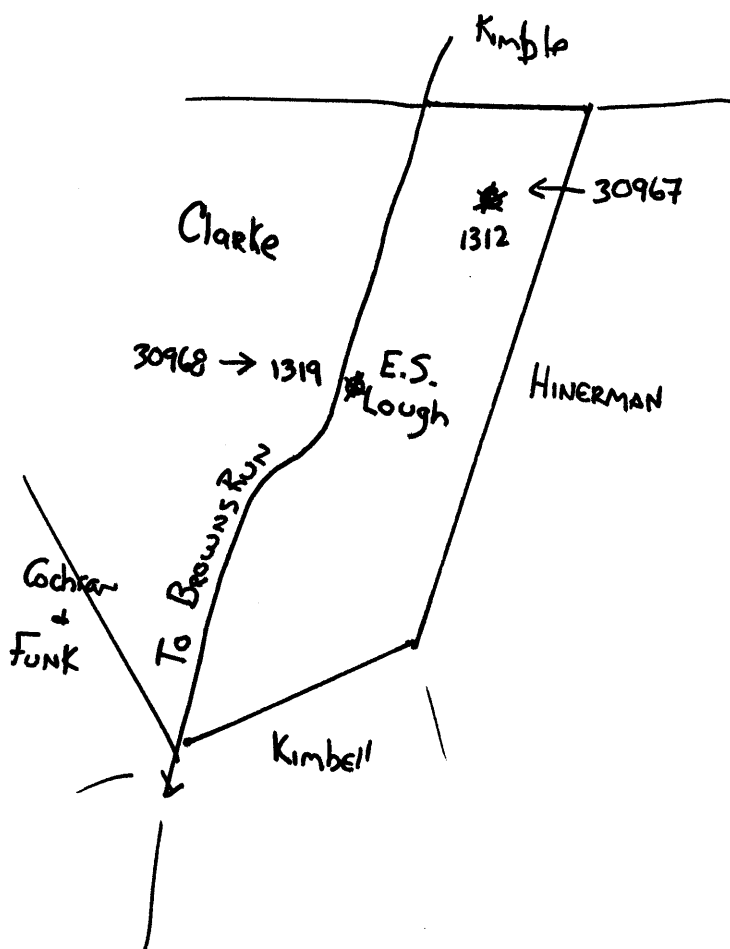 Kimble
30967
1312
Clarke
30968 → 1319
E.S.
Lough
HINERMAN
TO BROWNS RUN
Cochran
+
FUNK
Kimbell